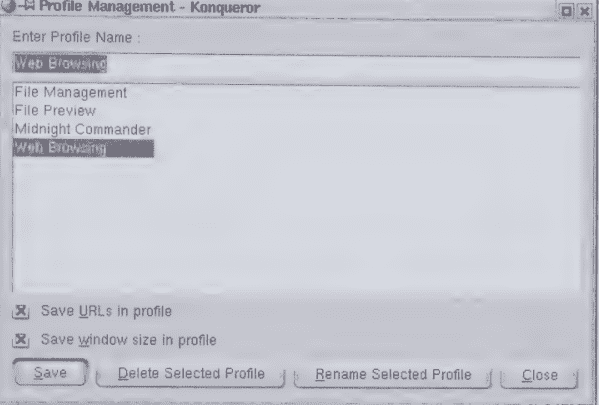 Profile Management - Konqueror
Enter Profile Name :
Web Browsing
File Management
File Preview
Midnight Commander
Web Browsing
Save URLs in profile
Save window size in profile
Save
Delete Selected Profile
Rename Selected Profile
Close